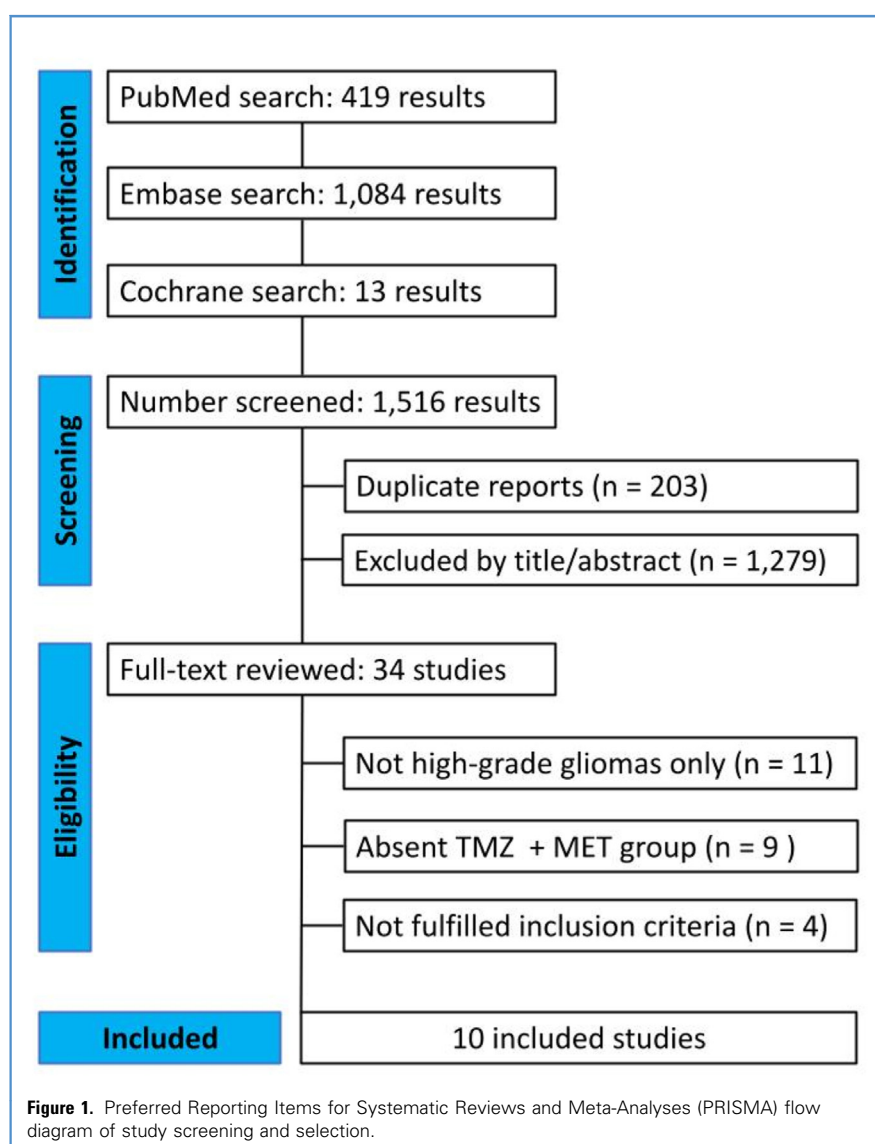 Identification
PubMed search: 419 results
Embase search: 1,084 results
Cochrane search: 13 results
Screening
Number screened: 1,516 results
Duplicate reports (n = 203)
Excluded by title/abstract (n = 1,279)
Eligibility
Full-text reviewed: 34 studies
Not high-grade gliomas only (n = 11)
Absent TMZ + MET group (n = 9 )
Not fulfilled inclusion criteria (n = 4)
Included
10 included studies
Figure 1. Preferred Reporting Items for Systematic Reviews and Meta-Analyses (PRISMA) flow
diagram of study screening and selection.